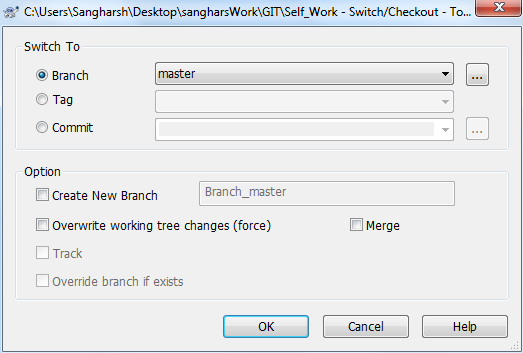 C:\Users\Sangharsh\Desktop\sangharsWork\GIT\Self_Work - Switch/Checkout - To...
Switch To
Branch master ...
Tag
Commit ...
Option
Create New Branch Branch_master
Overwrite working tree changes (force) Merge
Track
Override branch if exists
OK Cancel Help